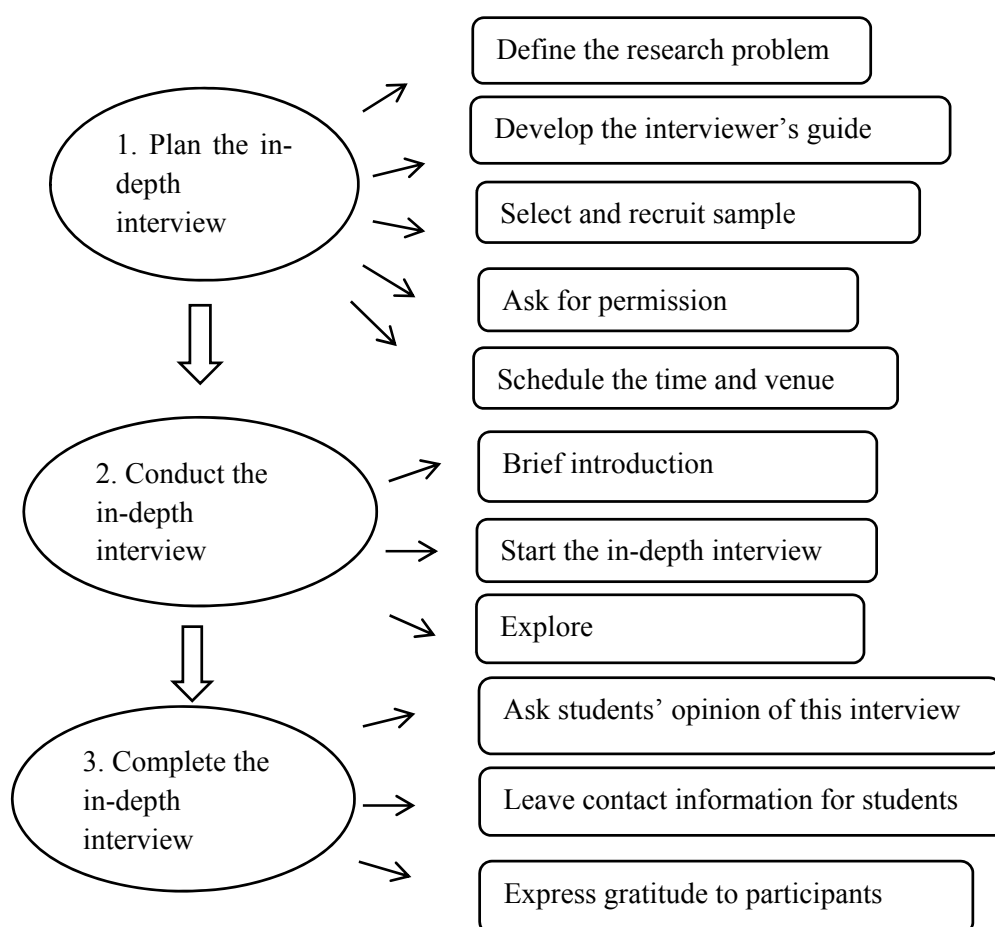 Define the research problem
1. Plan the in-
depth
interview
Develop the interviewer’s guide
Select and recruit sample
Ask for permission
Schedule the time and venue
2. Conduct the
in-depth
interview
Brief introduction
Start the in-depth interview
Explore
3. Complete the
in-depth
interview
Ask students’ opinion of this interview
Leave contact information for students
Express gratitude to participants